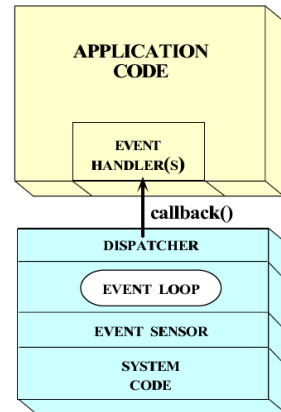 APPLICATION
CODE
EVENT
HANDLER(S)
callback()
DISPATCHER
EVENT LOOP
EVENT SENSOR
SYSTEM
CODE